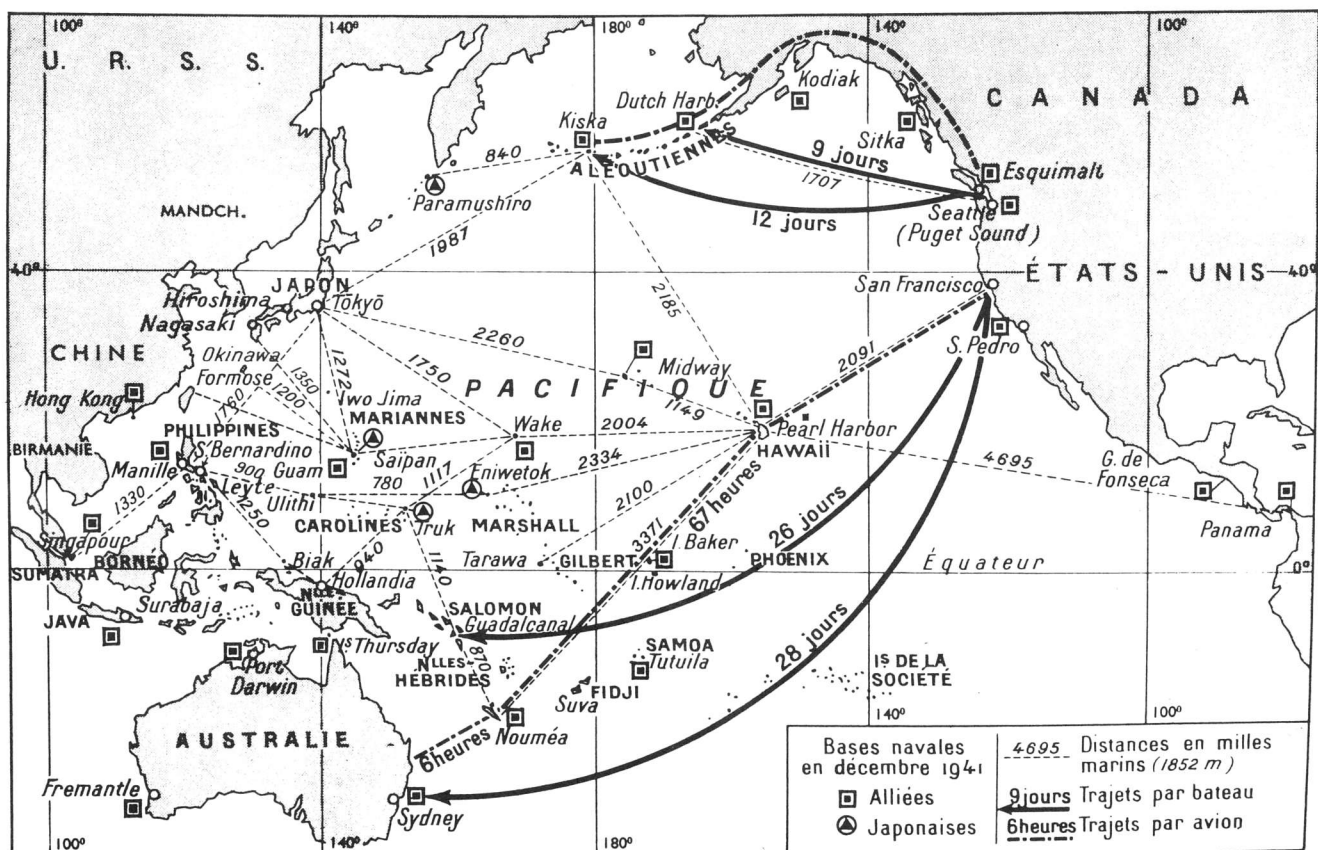 100°
140°
180°
140°
100°
U. R. S. S.
CANADA
Kodiak
Dutch Harb.
Kiska
Sitka
ALÉOUTIENNES
9 jours
Esquimalt
840
1707
Paramushiro
MANDCH.
12 jours
Seattle
(Puget Sound)
1987
40°
ÉTATS-UNIS
40°
JAPON
San Francisco
Hiroshima
Tōkyō
Nagasaki
2185
2260
CHINE
Okinawa
S. Pedro
Formose
1350
1272
1750
Midway
2091
PACIFIQUE
1760
1200
Hong Kong
Iwo Jima
1149
MARIANNES
PHILIPPINES
Wake
2004
Pearl Harbor
BIRMANIE
S. Bernardino
HAWAII
Manille
Guam
Saipan
Eniwetok
2334
4695
G. de
Fonseca
900
1117
Leyte
780
Ulithi
1330
1250
2100
67 heures
26 jours
CAROLINES
Truk
MARSHALL
Panama
Singapour
3371
I. Baker
BORNÉO
Biak
940
1140
Tarawa
GILBERT
PHOENIX
Équateur
0°
SUMATRA
Hollandia
I. Howland
Nlle
GUINÉE
Surabaja
JAVA
SALOMON
Guadalcanal
28 jours
Is Thursday
SAMOA
Tutuila
Nlles
HÉBRIDES
870
Port
Darwin
Is DE LA
SOCIÉTÉ
FIDJI
Suva
AUSTRALIE
6 heures
Nouméa
140°
100°
Fremantle
Sydney
100°
140°
180°
Bases navales
en décembre 1941
Alliées
Japonaises
4695 Distances en milles
marins (1852 m)
9 jours Trajets par bateau
6 heures Trajets par avion